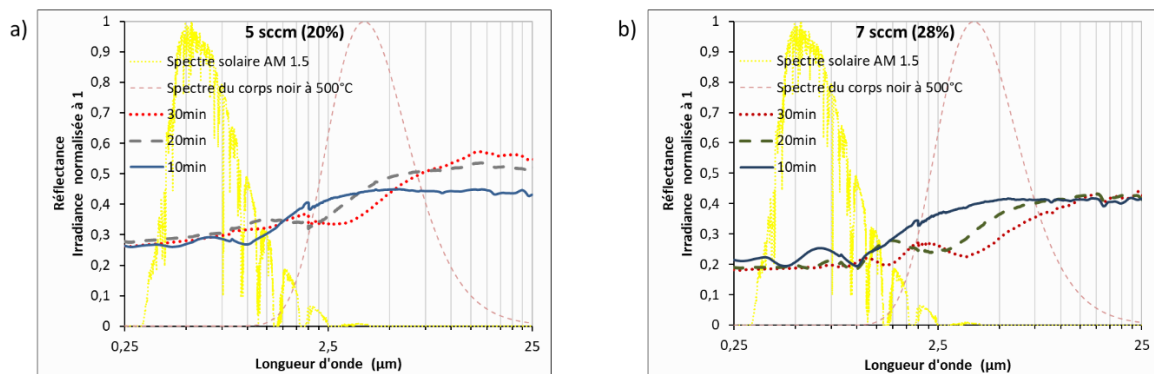 a)
5 sccm (20%)
Réflectance
Irradiance normalisée à 1
1
0,9
0,8
0,7
0,6
0,5
0,4
0,3
0,2
0,1
0
Spectre solaire AM 1.5
Spectre du corps noir à 500°C
30min
20min
10min
0,25
2,5
25
Longueur d'onde (µm)
b)
7 sccm (28%)
Réflectance
Irradiance normalisée à 1
1
0,9
0,8
0,7
0,6
0,5
0,4
0,3
0,2
0,1
0
Spectre solaire AM 1.5
Spectre du corps noir à 500°C
30min
20min
10min
0,25
2,5
25
Longueur d'onde (µm)